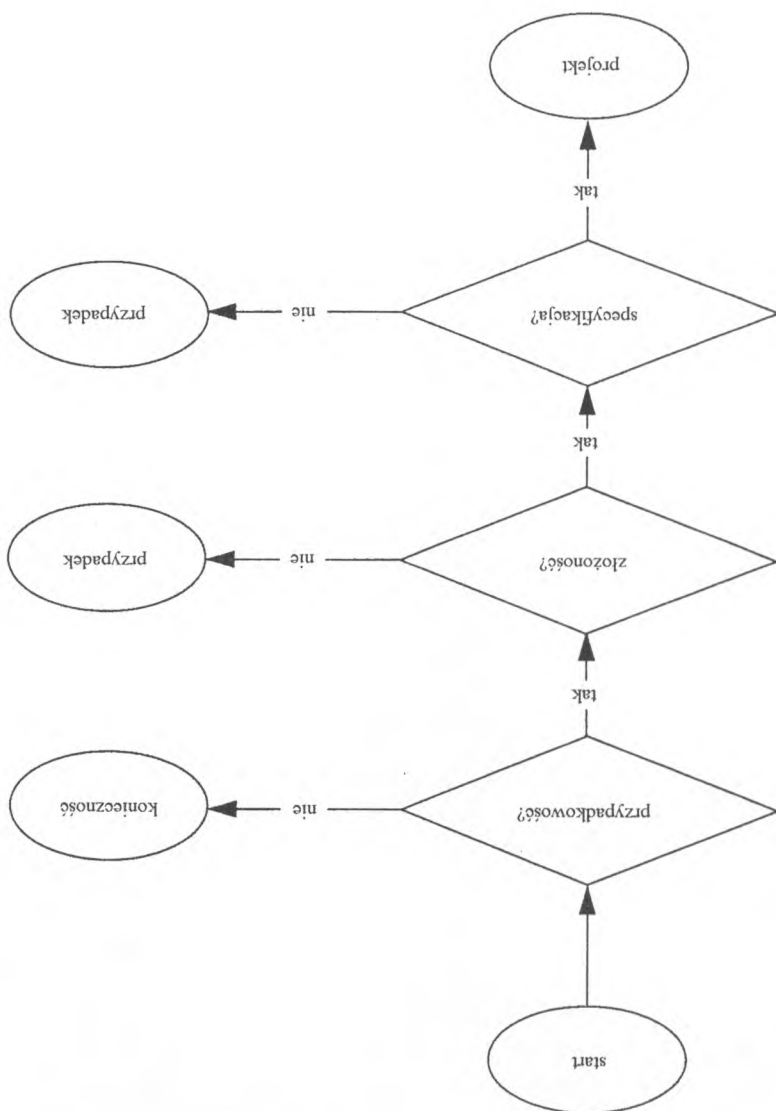 start
przypadkowość?
nie
konieczność
tak
złożoność?
nie
przypadek
tak
specyfikacja?
nie
przypadek
tak
projekt